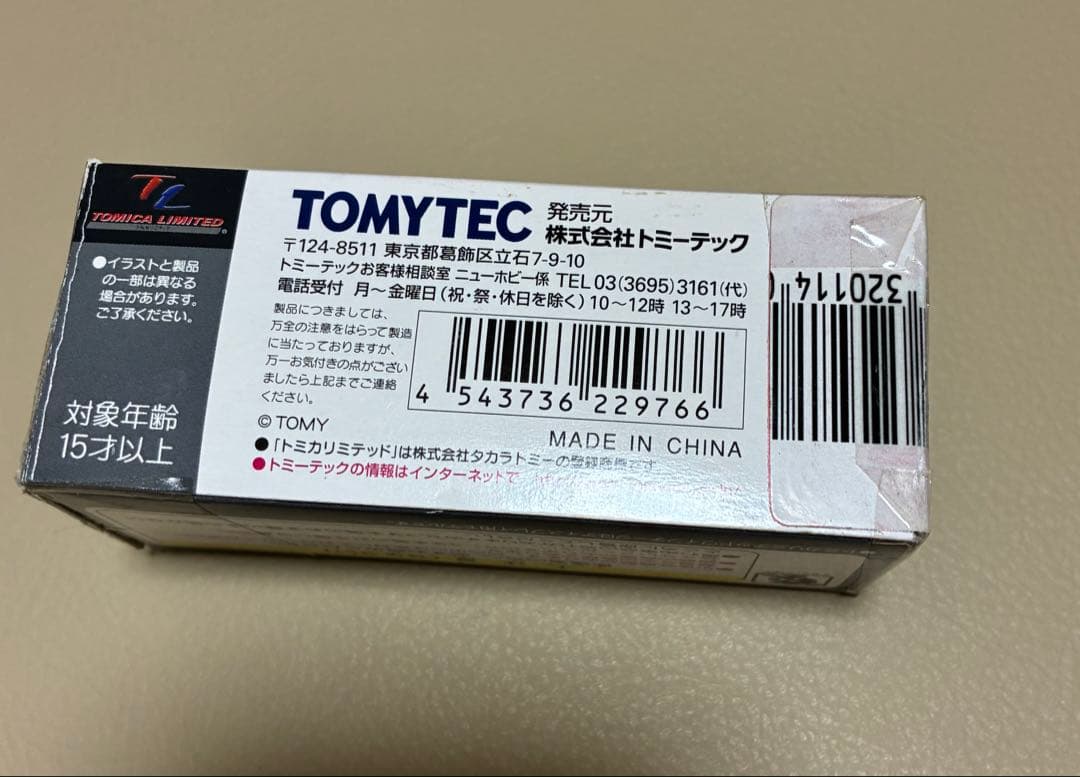 TL
TOMICA LIMITED
●イラストと製品
の一部は異なる
場合があります。
ご了承ください。
対象年齢
15才以上
TOMYTEC 発売元
株式会社トミーテック
〒124-8511 東京都葛飾区立石7-9-10
トミーテックお客様相談室 ニューホビー係 TEL 03(3695)3161(代)
電話受付 月〜金曜日(祝・祭・休日を除く)10〜12時 13〜17時
製品につきましては、
万全の注意をはらって製造
に当たっておりますが、
万一お気付きの点がござい
ましたら上記までご連絡
ください。
4 543736 229766
© TOMY
MADE IN CHINA
●「トミカリミテッド」は株式会社タカラトミーの登録商標です
●トミーテックの情報はインターネットで
320114